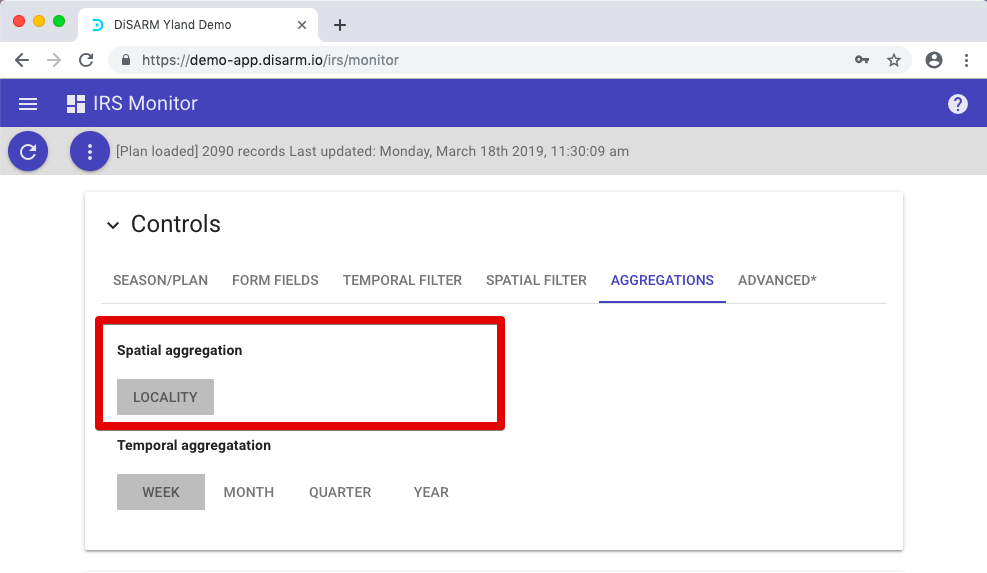 DiSARM Yland Demo
https://demo-app.disarm.io/irs/monitor
IRS Monitor
[Plan loaded] 2090 records Last updated: Monday, March 18th 2019, 11:30:09 am
Controls
SEASON/PLAN FORM FIELDS TEMPORAL FILTER SPATIAL FILTER AGGREGATIONS ADVANCED*
Spatial aggregation
LOCALITY
Temporal aggregatation
WEEK MONTH QUARTER YEAR